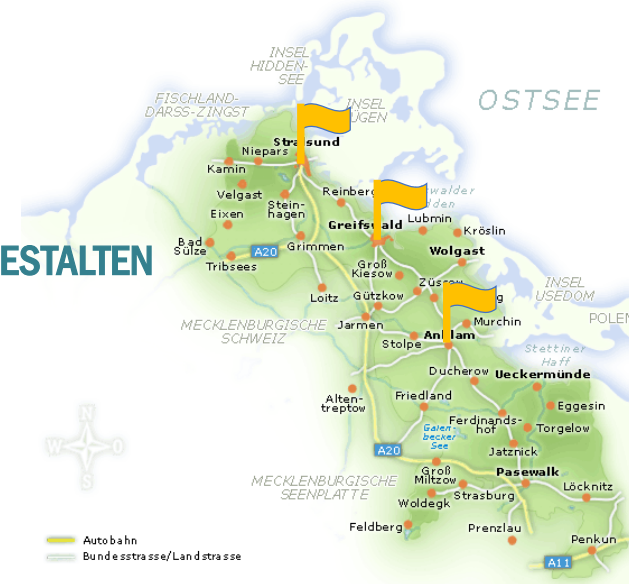 INSEL
HIDDEN-
SEE
FISCHLAND-
DARSS-ZINGST
INSEL
OSTSEE
Stralsund
Niepars
Kamin
Velgast
Stein-
hagen
Eixen
Greifswald
Lubmin
Kröslin
Bad
Sülze
A20
Grimmen
Wolgast
Tribsees
ESTALTEN
Groß
Kiesow
Loitz
Gützkow
INSEL
USEDOM
MECKLENBURGISCHE
SCHWEIZ
Jarmen
Murchin
POLEN
Stolpe
Anklam
Stettiner
Haff
Ducherow
Ueckermünde
Alten-
treptow
Friedland
Eggesin
Ferdinands-
hof
Torgelow
Galen-
becker
See
N
W
O
S
A20
Jatznick
Groß
Miltzow
Pasewalk
MECKLENBURGISCHE
SEENPLATTE
Strasburg
Löcknitz
Woldegk
Feldberg
Prenzlau
Penkun
A11
Autobahn
Bundesstrasse/Landstrasse